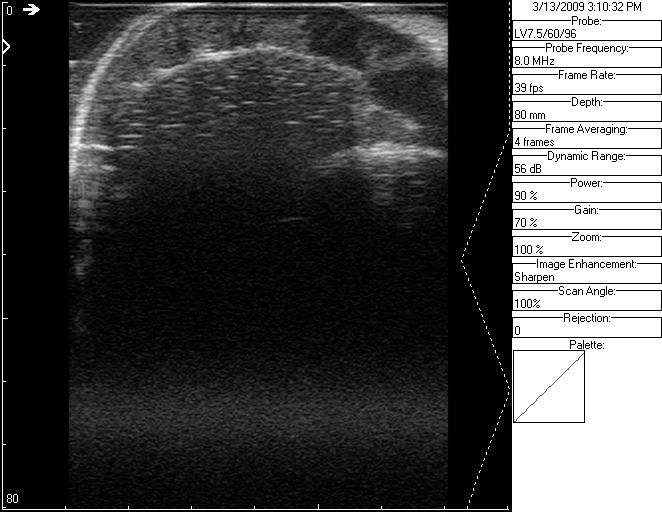 0
80
3/13/2009 3:10:32 PM
Probe:
LV7.5/60/96
Probe Frequency:
8.0 MHz
Frame Rate:
39 fps
Depth:
80 mm
Frame Averaging:
4 frames
Dynamic Range:
56 dB
Power:
90 %
Gain:
70 %
Zoom:
100 %
Image Enhancement:
Sharpen
Scan Angle:
100%
Rejection:
0
Palette: